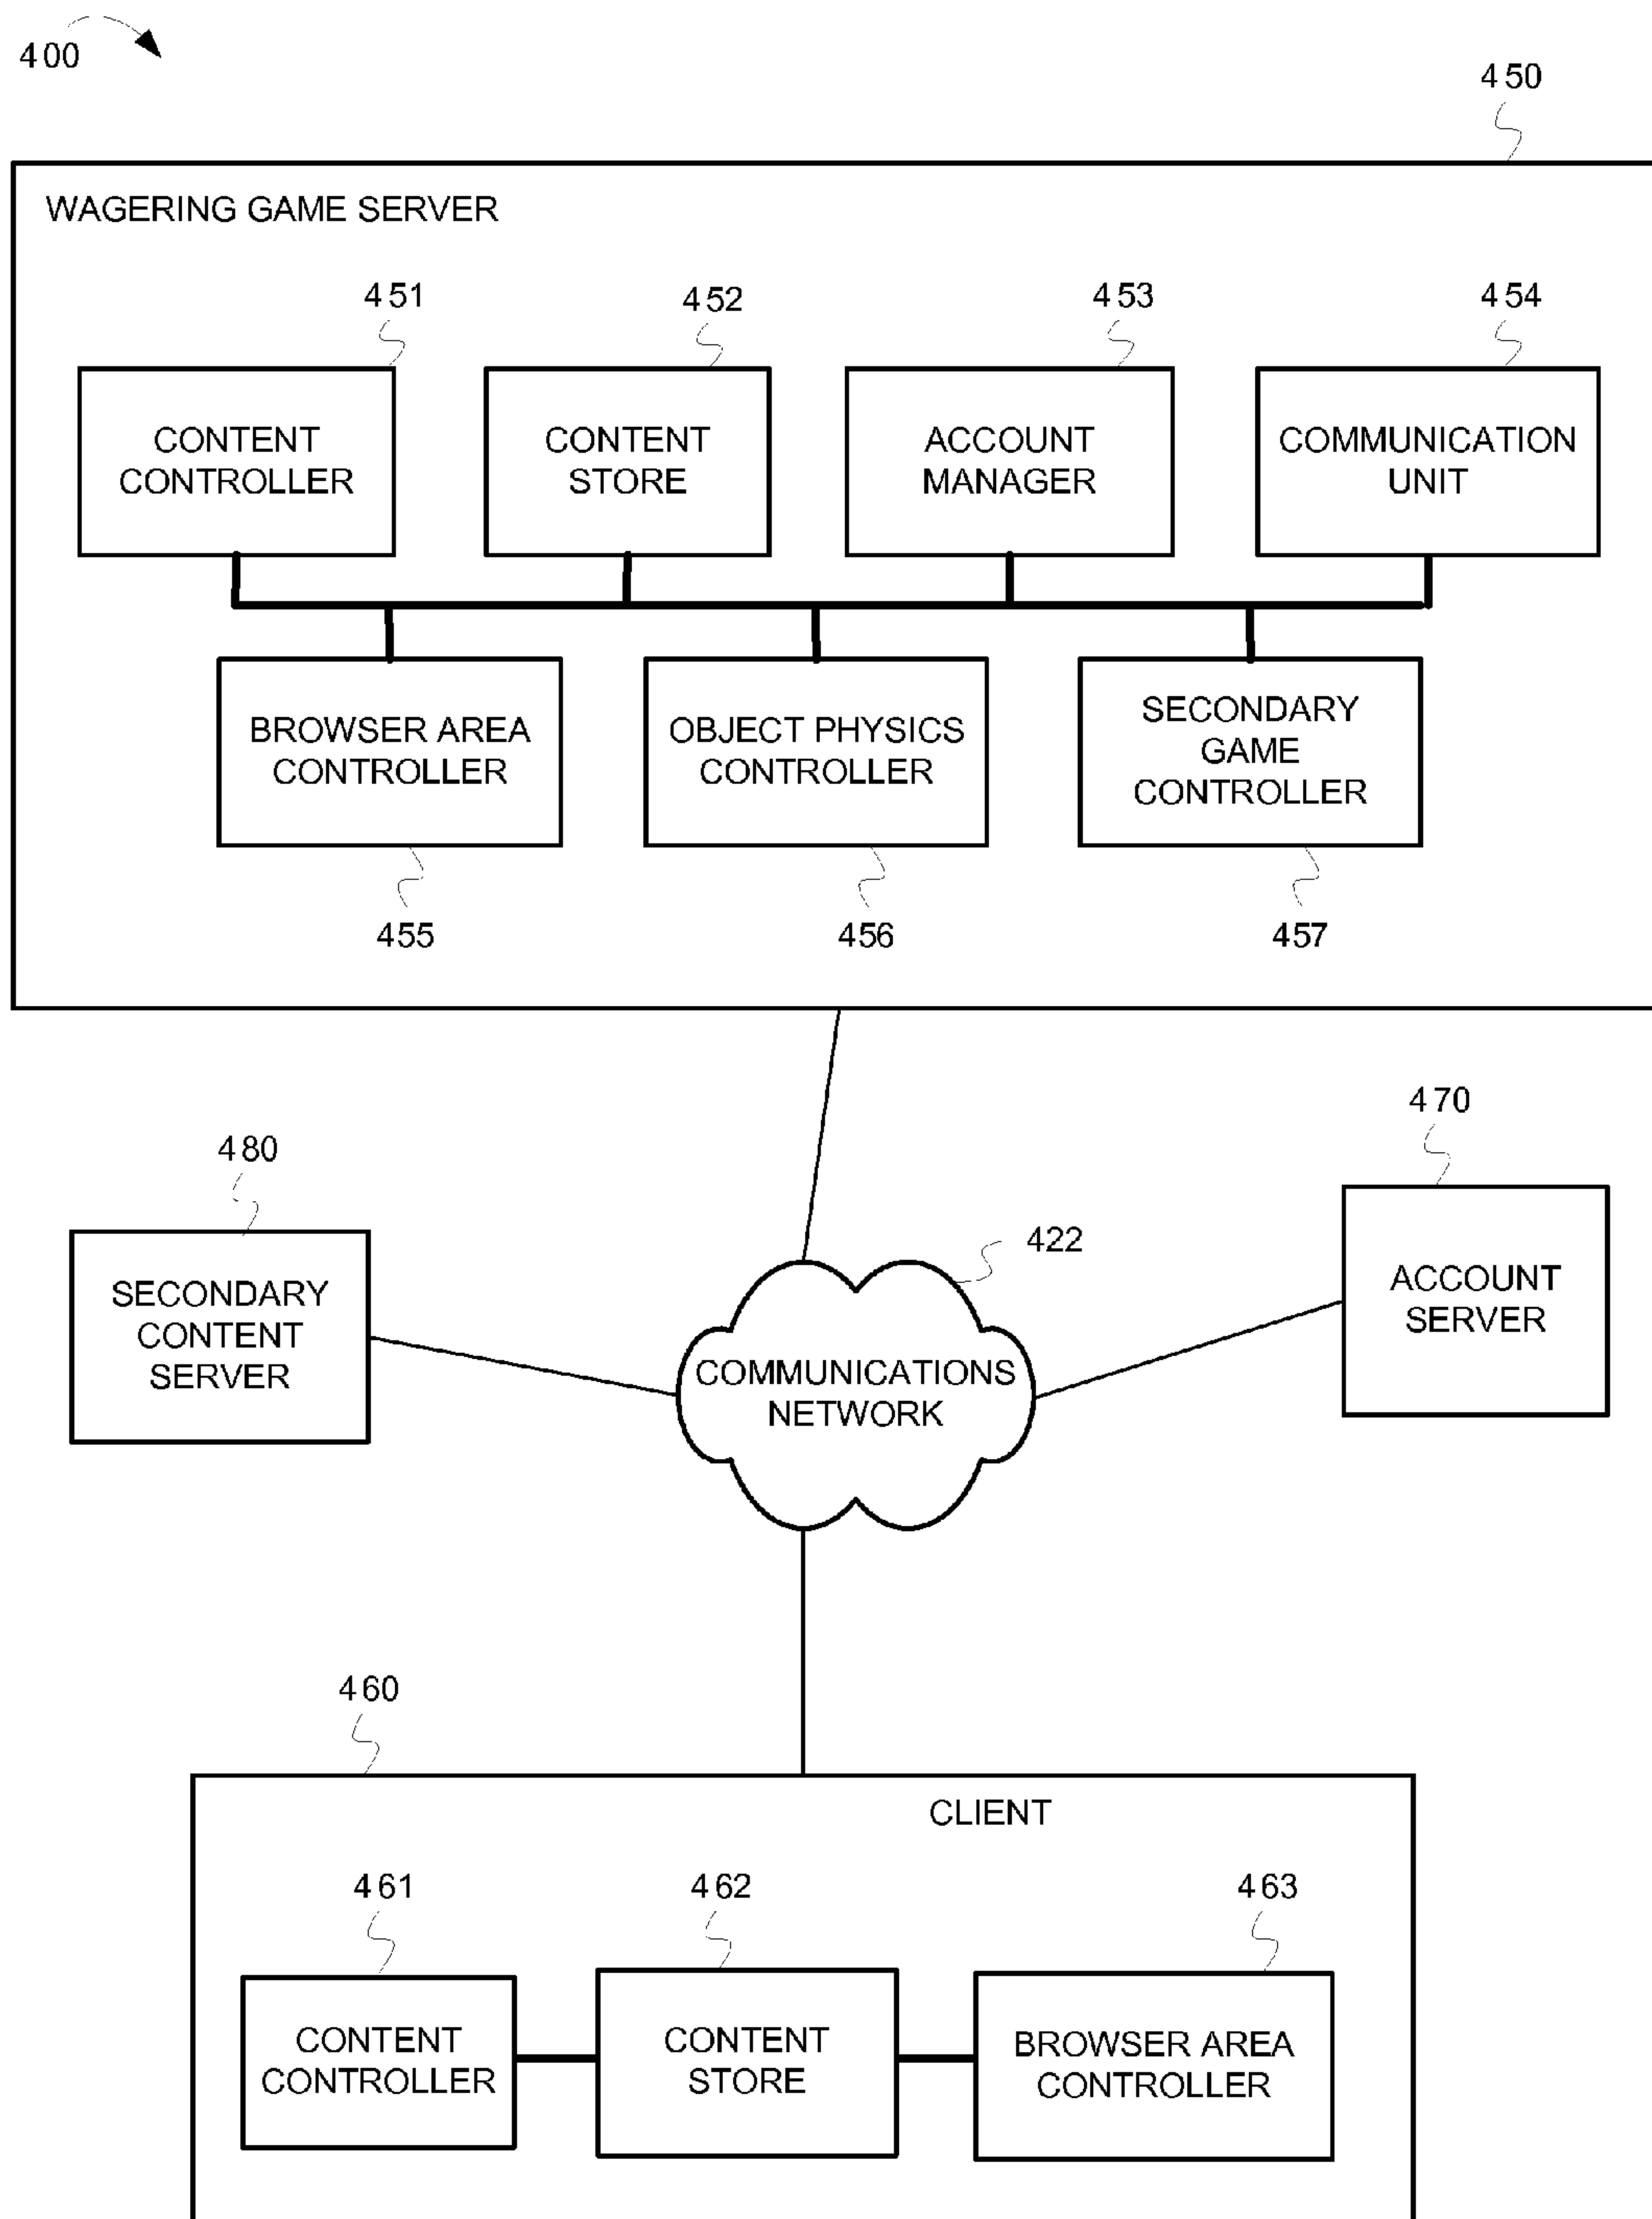 400
450
WAGERING GAME SERVER
451
452
453
454
CONTENT
CONTROLLER
CONTENT
STORE
ACCOUNT
MANAGER
COMMUNICATION
UNIT
BROWSER AREA
CONTROLLER
OBJECT PHYSICS
CONTROLLER
SECONDARY
GAME
CONTROLLER
455
456
457
480
SECONDARY
CONTENT
SERVER
422
COMMUNICATIONS
NETWORK
470
ACCOUNT
SERVER
460
CLIENT
461
462
463
CONTENT
CONTROLLER
CONTENT
STORE
BROWSER AREA
CONTROLLER